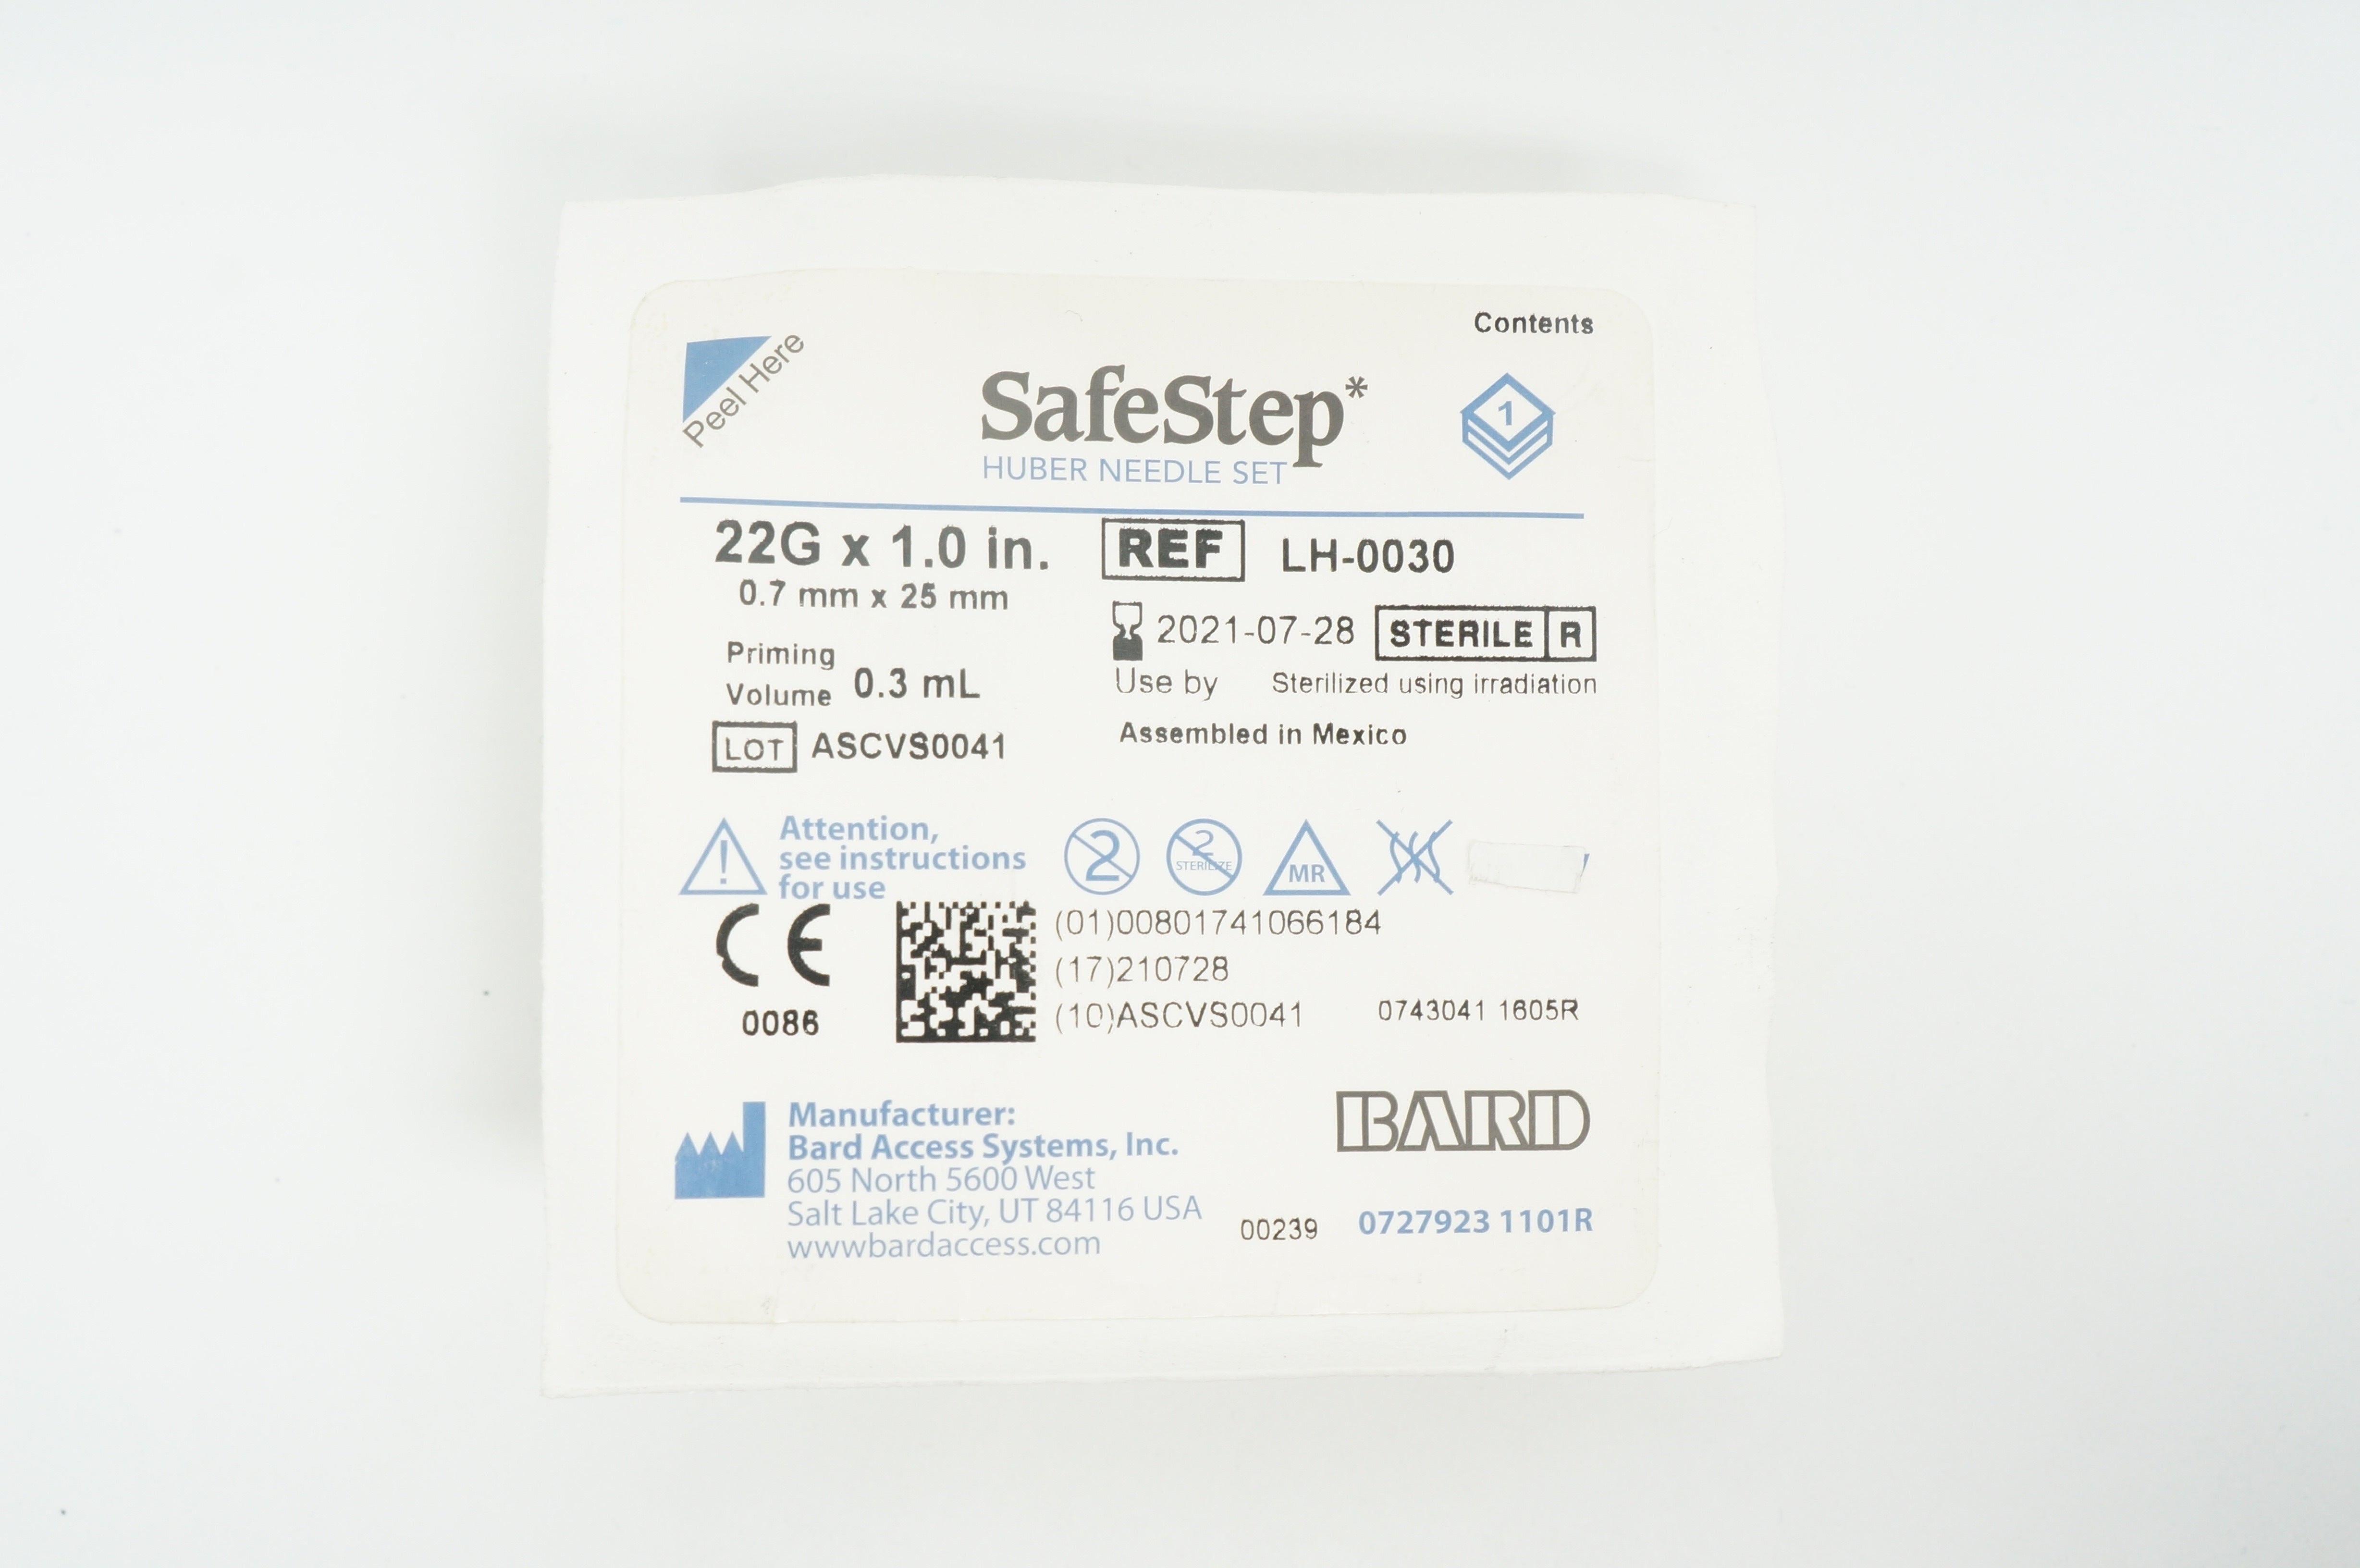 Contents
Peel Here
SafeStep*
1
HUBER NEEDLE SET
22G x 1.0 in.
REF LH-0030
0.7 mm x 25 mm
2021-07-28 STERILE R
Use by Sterilized using irradiation
Priming
Volume 0.3 mL
LOT ASCVS0041
Assembled in Mexico
Attention,
see instructions
for use
2
2
STERILIZE
MR
CE
0086
(01)00801741066184
(17)210728
(10)ASCVS0041
0743041 1605R
Manufacturer:
Bard Access Systems, Inc.
605 North 5600 West
Salt Lake City, UT 84116 USA
www.bardaccess.com
BARD
00239
0727923 1101R